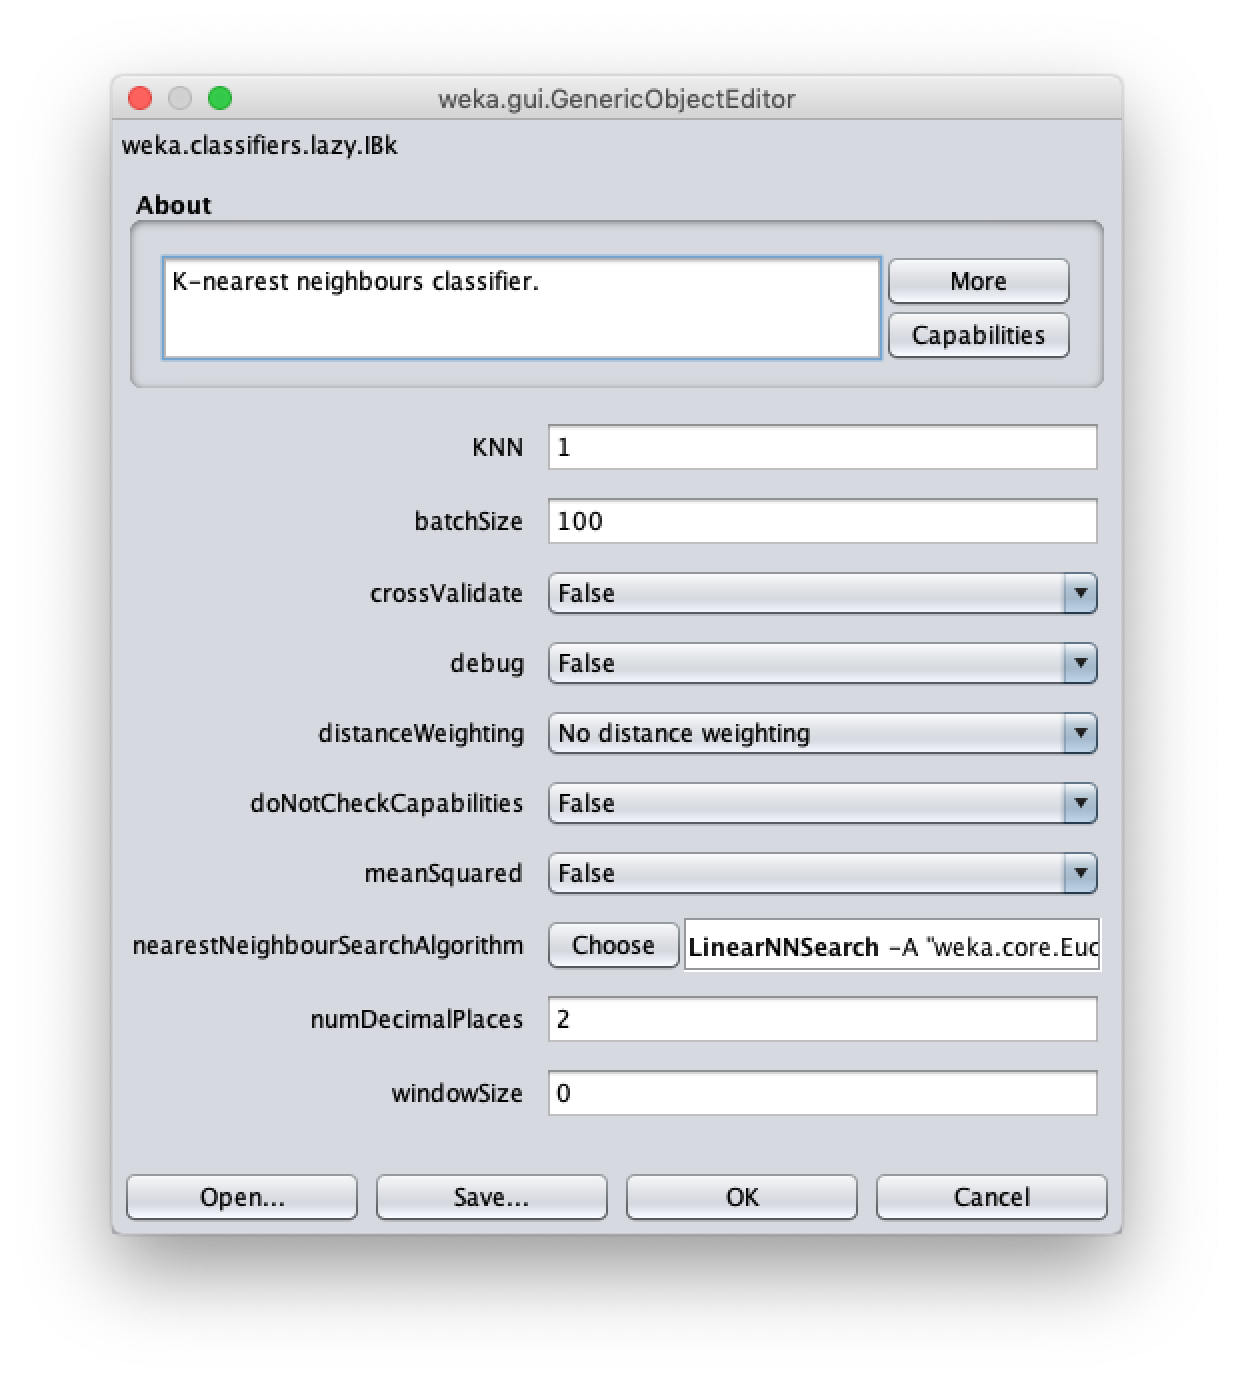 weka.gui.GenericObjectEditor
weka.classifiers.lazy.IBk
About
K-nearest neighbours classifier.
More
Capabilities
KNN 1
batchSize 100
crossValidate False
debug False
distanceWeighting No distance weighting
doNotCheckCapabilities False
meanSquared False
nearestNeighbourSearchAlgorithm Choose LinearNNSearch -A "weka.core.Euc
numDecimalPlaces 2
windowSize 0
Open... Save... OK Cancel